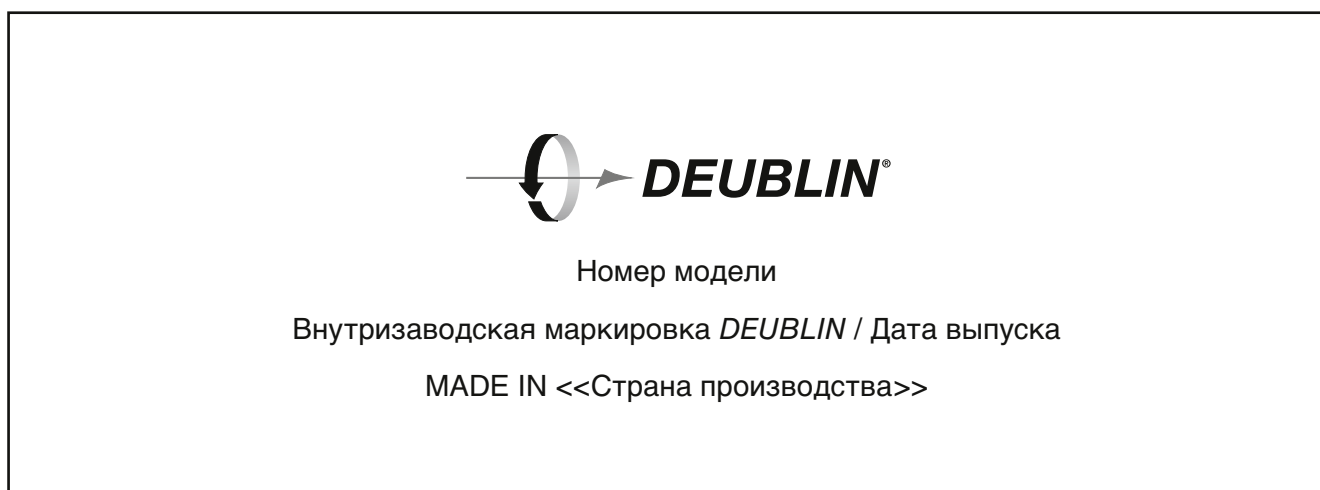 DEUBLIN®
Номер модели
Внутризаводская маркировка DEUBLIN / Дата выпуска
MADE IN <<Страна производства>>